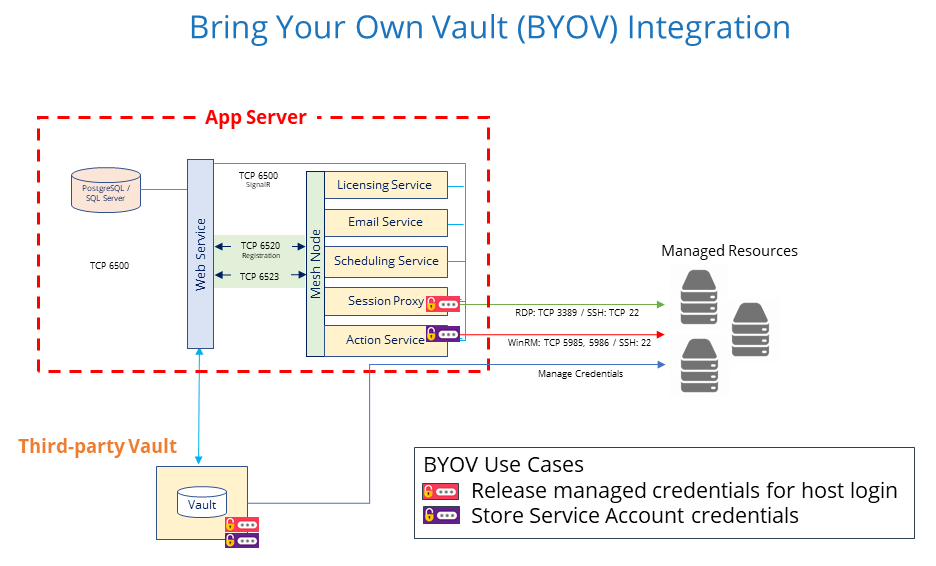 Bring Your Own Vault (BYOV) Integration
App Server
PostgreSQL /
SQL Server
TCP 6500
Web Service
TCP 6500
SignalR
TCP 6520
Registration
TCP 6523
Mesh Node
Licensing Service
Email Service
Scheduling Service
Session Proxy
Action Service
Managed Resources
RDP: TCP 3389 / SSH: TCP 22
WinRM: TCP 5985, 5986 / SSH: 22
Manage Credentials
Third-party Vault
Vault
BYOV Use Cases
Release managed credentials for host login
Store Service Account credentials